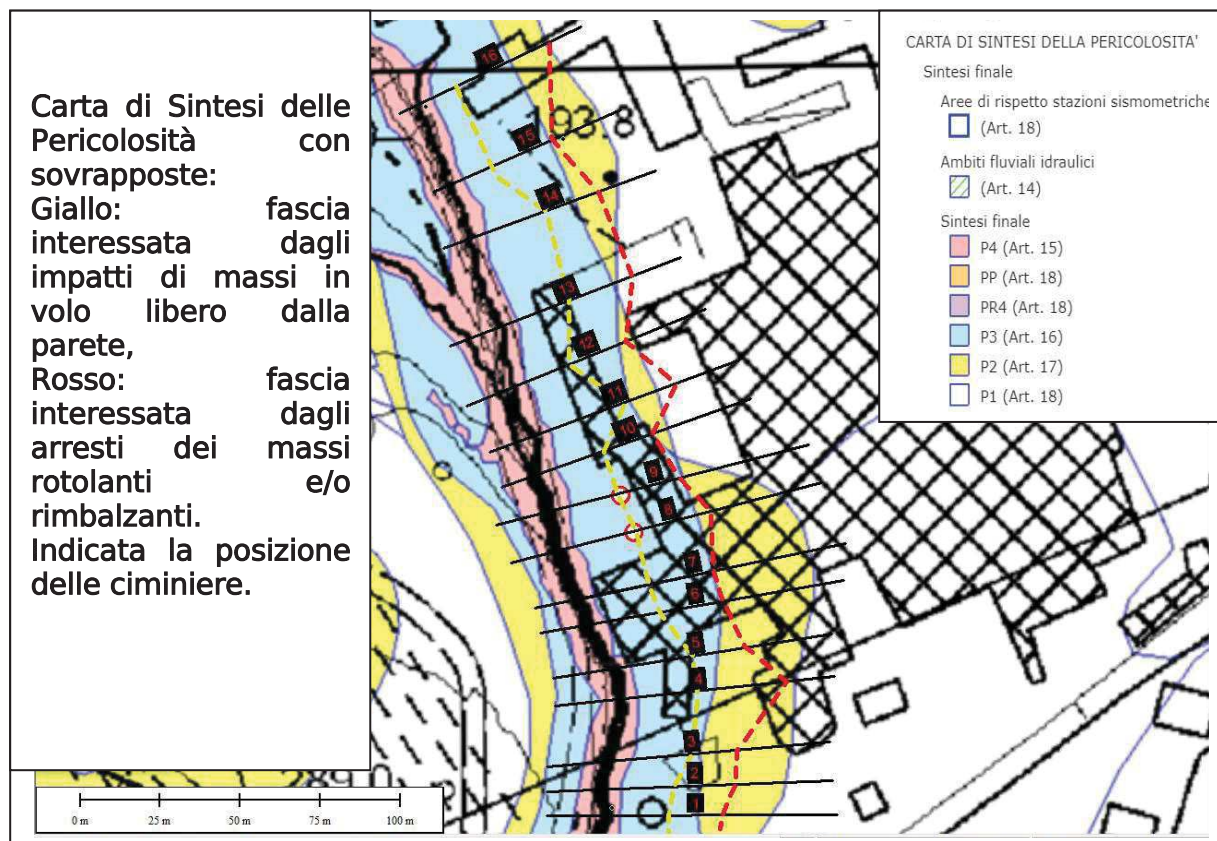 Carta di Sintesi delle
Pericolosità con
sovrapposte:
Giallo: fascia
interessata dagli
impatti di massi in
volo libero dalla
parete,
Rosso: fascia
interessata dagli
arresti dei massi
rotolanti e/o
rimbalzanti.
Indicata la posizione
delle ciminiere.
CARTA DI SINTESI DELLA PERICOLOSITA'
Sintesi finale
Aree di rispetto stazioni sismometriche
(Art. 18)
Ambiti fluviali idraulici
(Art. 14)
Sintesi finale
P4 (Art. 15)
PP (Art. 18)
PR4 (Art. 18)
P3 (Art. 16)
P2 (Art. 17)
P1 (Art. 18)
16
93.8
15
14
13
12
11
10
9
8
7
6
5
4
3
2
1
0 m 25 m 50 m 75 m 100 m